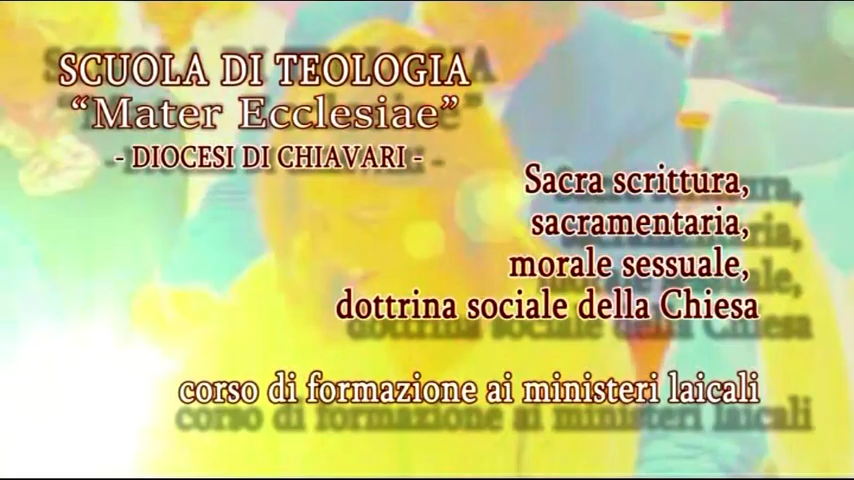 SCUOLA DI TEOLOGIA
“Mater Ecclesiae”
- DIOCESI DI CHIAVARI -
Sacra scrittura,
sacramentaria,
morale sessuale,
dottrina sociale della Chiesa
corso di formazione ai ministeri laicali